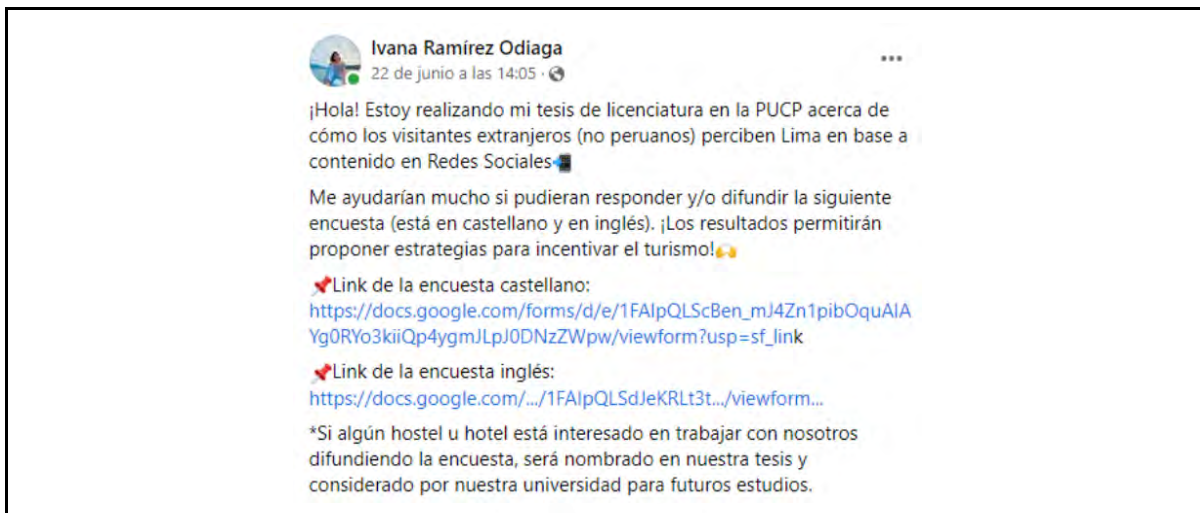 Ivana Ramírez Odiaga
22 de junio a las 14:05 ·
¡Hola! Estoy realizando mi tesis de licenciatura en la PUCP acerca de
cómo los visitantes extranjeros (no peruanos) perciben Lima en base a
contenido en Redes Sociales📲
Me ayudarían mucho si pudieran responder y/o difundir la siguiente
encuesta (está en castellano y en inglés). ¡Los resultados permitirán
proponer estrategias para incentivar el turismo!🙌
📌Link de la encuesta castellano:
https://docs.google.com/forms/d/e/1FAIpQLScBen_mJ4Zn1pibOquAIA
Yg0RYo3kiiQp4ygmJLpJ0DNzZWpw/viewform?usp=sf_link
📌Link de la encuesta inglés:
https://docs.google.com/.../1FAIpQLSdJeKRLt3t.../viewform...
*Si algún hostel u hotel está interesado en trabajar con nosotros
difundiendo la encuesta, será nombrado en nuestra tesis y
considerado por nuestra universidad para futuros estudios.